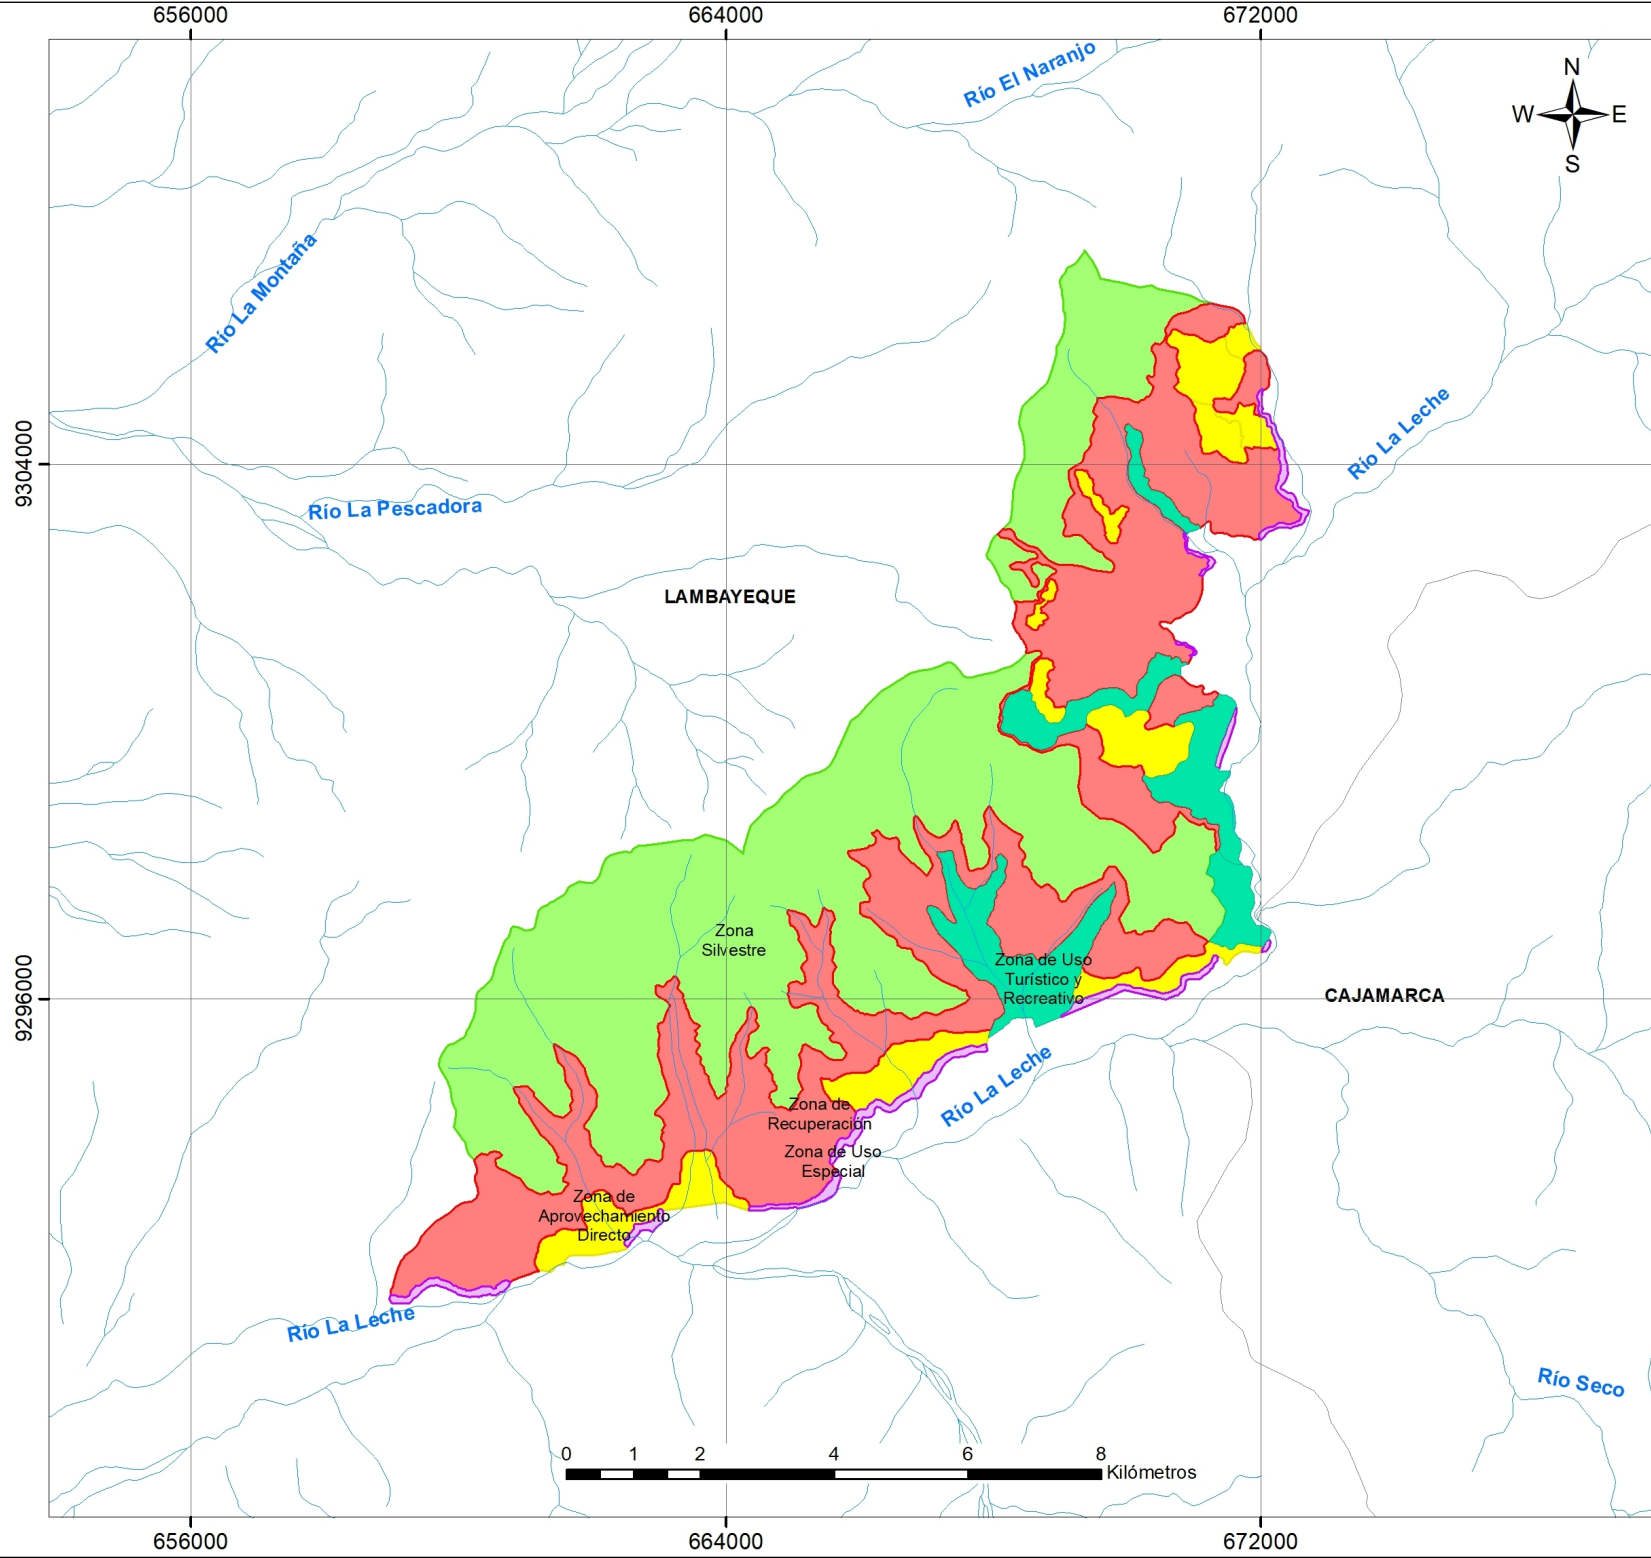 656000
664000
672000
Río El Naranjo
N
W
E
S
Río La Montaña
Río La Leche
9304000
Río La Pescadora
LAMBAYEQUE
Zona
Silvestre
Zona de Uso
Turístico y
Recreativo
9296000
CAJAMARCA
Río La Leche
Zona de
Recuperación
Zona de Uso
Especial
Zona de
Aprovechamiento
Directo
Río La Leche
Río Seco
0
1
2
4
6
8
Kilómetros
656000
664000
672000